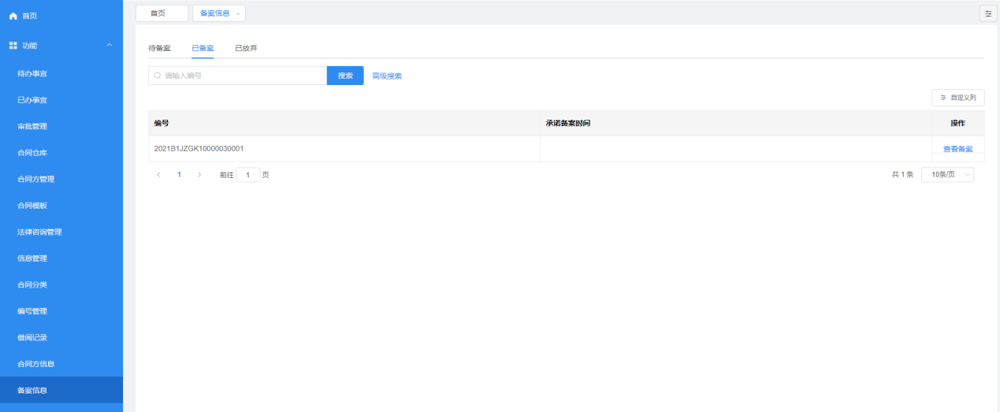 首页
功能
待办事宜
已办事宜
审批管理
合同仓库
合同方管理
合同模板
法律咨询管理
信息管理
合同分类
编号管理
借阅记录
合同方信息
备案信息
首页 备案信息 ×
待备案 已备案 已放弃
请输入编号 搜索 高级搜索
自定义列
编号 承诺备案时间 操作
2021B1JZGK10000030001 查看备案
< 1 > 前往 1 页 共 1 条 10条/页